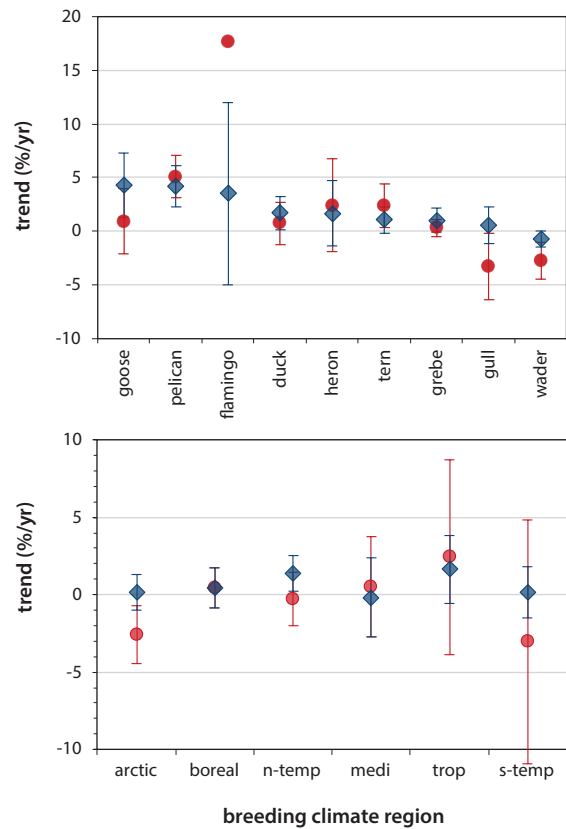 20
15
10
5
0
-5
-10
trend (%/yr)
goose
pelican
flamingo
duck
heron
tern
grebe
gull
wader
10
5
0
-5
-10
trend (%/yr)
arctic boreal n-temp medi trop s-temp
breeding climate region